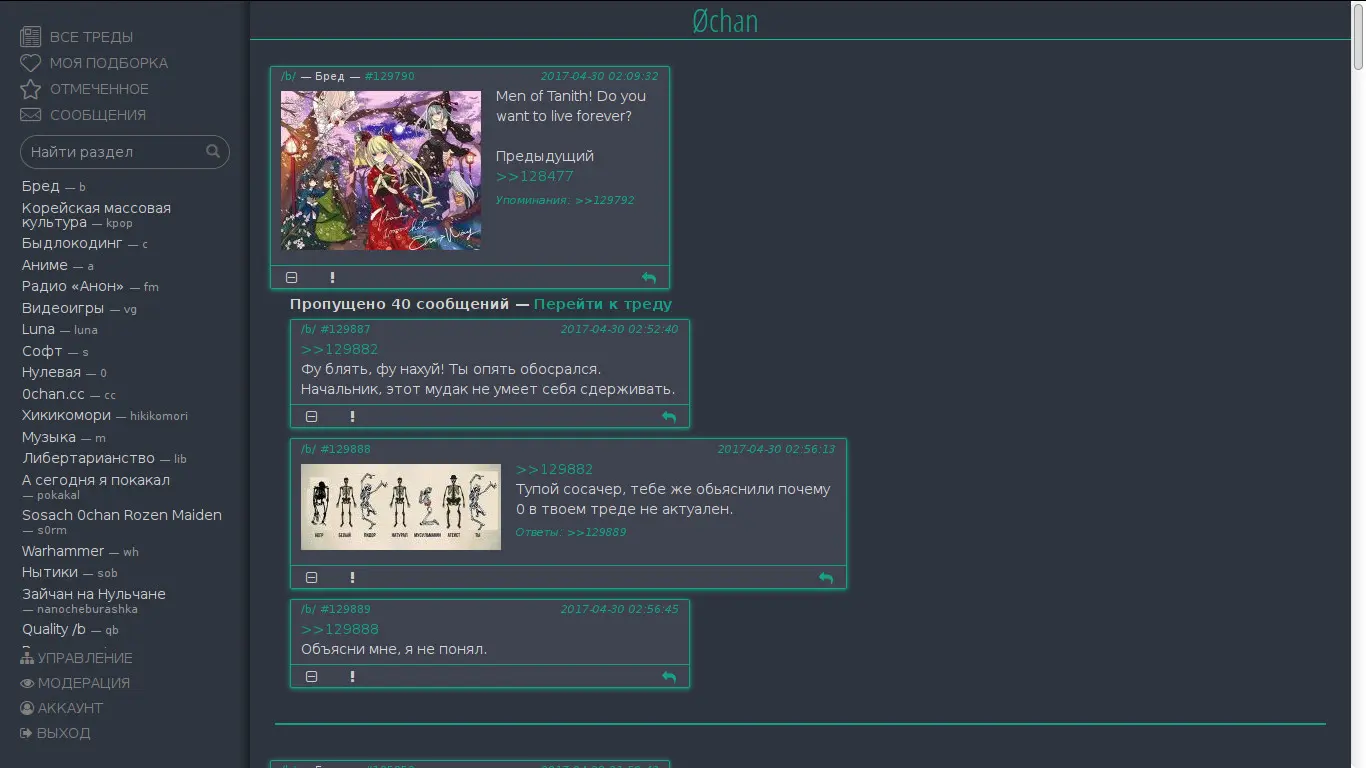 ВСЕ ТРЕДЫ
МОЯ ПОДБОРКА
ОТМЕЧЕННОЕ
СООБЩЕНИЯ
Найти раздел
Бред — b
Корейская массовая
культура — kpop
Быдлокодинг — c
Аниме — a
Радио «Анон» — fm
Видеоигры — vg
Luna — luna
Софт — s
Нулевая — 0
0chan.cc — cc
Хикикомори — hikikomori
Музыка — m
Либертарианство — lib
А сегодня я покакал
— pokakal
Sosach 0chan Rozen Maiden
— s0rm
Warhammer — wh
Нытики — sob
Зайчан на Нульчане
— nanocheburashka
Quality /b — qb
УПРАВЛЕНИЕ
МОДЕРАЦИЯ
АККАУНТ
ВЫХОД
Øchan
/b/ — Бред — #129790 2017-04-30 02:09:32
Men of Tanith! Do you
want to live forever?
Предыдущий
>>128477
Упоминания: >>129792
Пропущено 40 сообщений — Перейти к треду
/b/ #129887 2017-04-30 02:52:40
>>129882
Фу блять, фу нахуй! Ты опять обосрался.
Начальник, этот мудак не умеет себя сдерживать.
/b/ #129888 2017-04-30 02:56:13
НЕГР БЕЛЫЙ ПИДОР НАТУРАЛ МУСУЛЬМАНИН АТЕИСТ ТЫ
>>129882
Тупой сосачер, тебе же обьяснили почему
0 в твоем треде не актуален.
Ответы: >>129889
/b/ #129889 2017-04-30 02:56:45
>>129888
Объясни мне, я не понял.